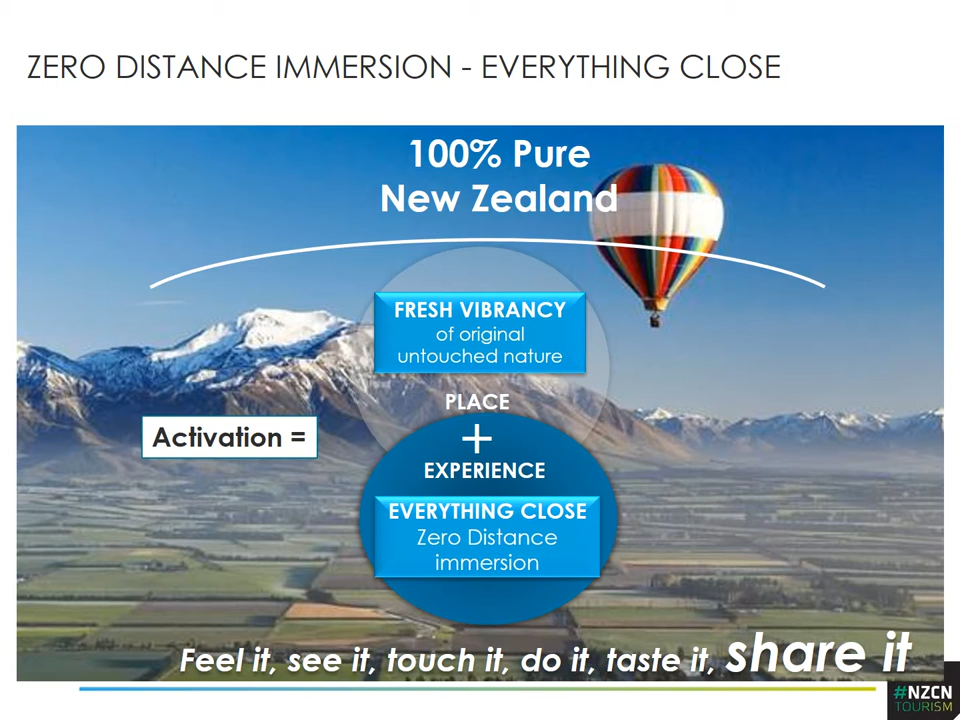 ZERO DISTANCE IMMERSION - EVERYTHING CLOSE
100% Pure
New Zealand
FRESH VIBRANCY
of original
untouched nature
PLACE
+
Activation =
EXPERIENCE
EVERYTHING CLOSE
Zero Distance
immersion
Feel it, see it, touch it, do it, taste it, share it
#NZCN
TOURISM